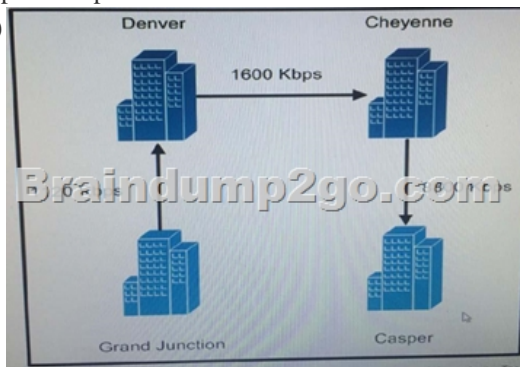 Denver
Cheyenne
1600 Kbps
Braindump2go.com
Grand Junction
Casper